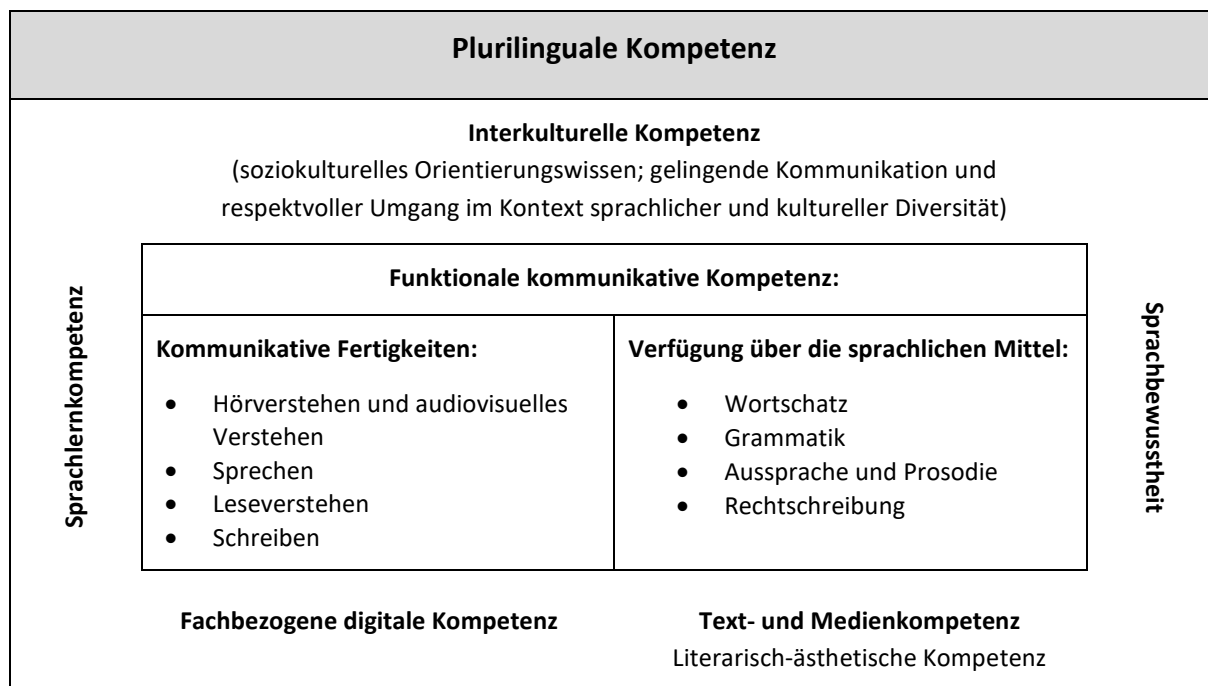 Plurilinguale Kompetenz
Interkulturelle Kompetenz
(soziokulturelles Orientierungswissen; gelingende Kommunikation und
respektvoller Umgang im Kontext sprachlicher und kultureller Diversität)
Sprachlernkompetenz
Funktionale kommunikative Kompetenz:
Kommunikative Fertigkeiten:
• Hörverstehen und audiovisuelles
Verstehen
• Sprechen
• Leseverstehen
• Schreiben
Verfügung über die sprachlichen Mittel:
• Wortschatz
• Grammatik
• Aussprache und Prosodie
• Rechtschreibung
Sprachbewusstheit
Fachbezogene digitale Kompetenz
Text- und Medienkompetenz
Literarisch-ästhetische Kompetenz